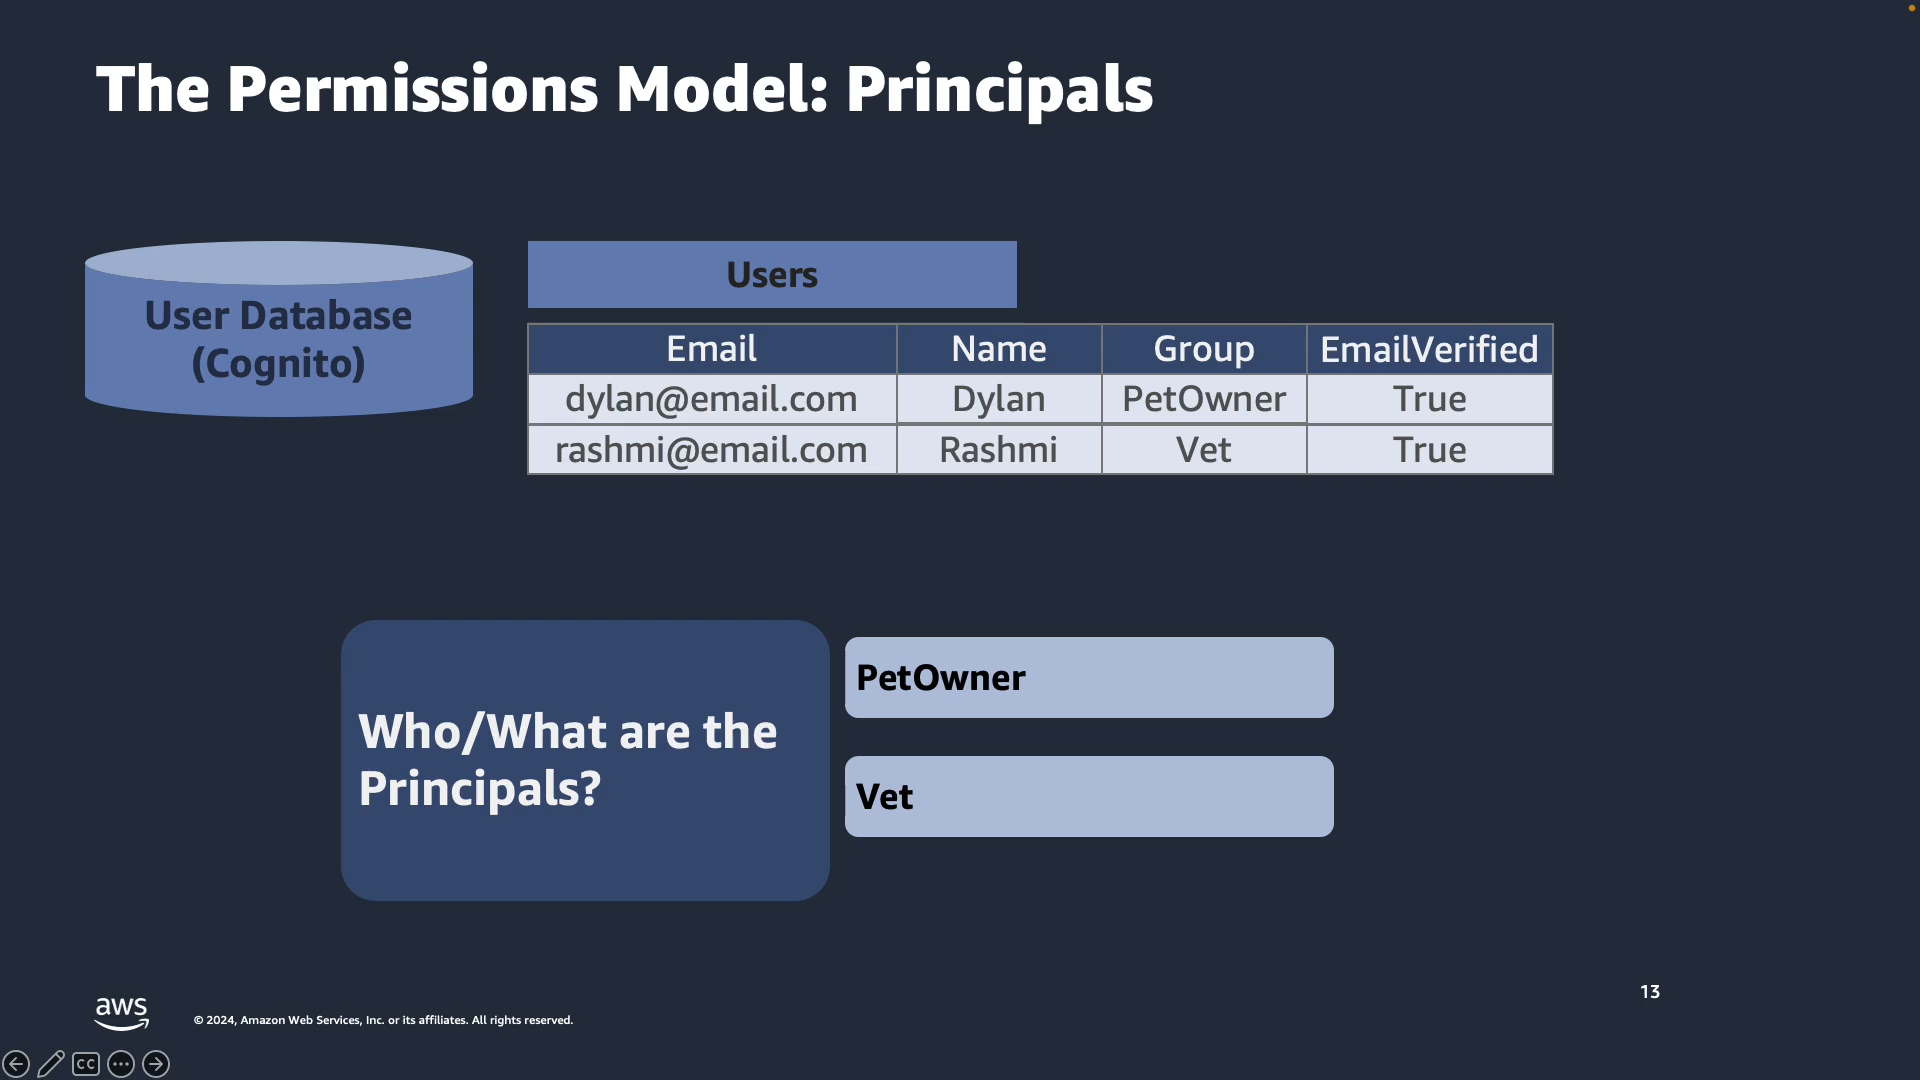 The Permissions Model: Principals
User Database
(Cognito)
Users
Email Name Group EmailVerified
dylan@email.com Dylan PetOwner True
rashmi@email.com Rashmi Vet True
Who/What are the
Principals?
PetOwner
Vet
13
aws
© 2024, Amazon Web Services, Inc. or its affiliates. All rights reserved.
CC